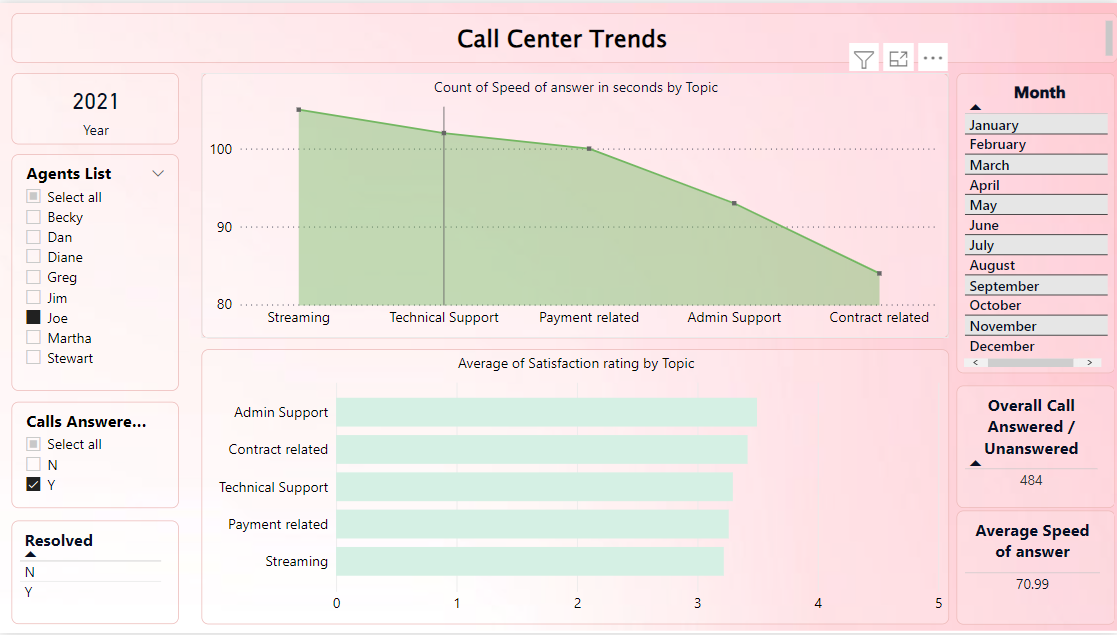 Call Center Trends
2021
Year
Agents List
Select all
Becky
Dan
Diane
Greg
Jim
Joe
Martha
Stewart
Calls Answere...
Select all
N
Y
Resolved
N
Y
Count of Speed of answer in seconds by Topic
100
90
80
Streaming Technical Support Payment related Admin Support Contract related
Average of Satisfaction rating by Topic
Admin Support
Contract related
Technical Support
Payment related
Streaming
0 1 2 3 4 5
Month
January
February
March
April
May
June
July
August
September
October
November
December
Overall Call
Answered /
Unanswered
484
Average Speed
of answer
70.99